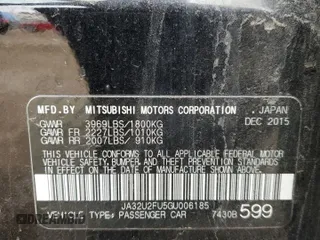 MFD.BY MITSUBISHI MOTORS CORPORATION JAPAN
GVWR 3969LBS/1800KG DEC 2015
GAWR FR 2227LBS/1010KG
GAWR RR 2007LBS/ 910KG
THIS VEHICLE CONFORMS TO ALL APPLICABLE
FEDERAL MOTOR VEHICLE SAFETY, BUMPER AND THEFT
PREVENTION STANDARDS IN EFFECT ON THE DATE OF
MANUFACTURE SHOWN ABOVE.
JA32U2FU5GU006185
VEHICLE TYPE: PASSENGER CAR 7430B 599